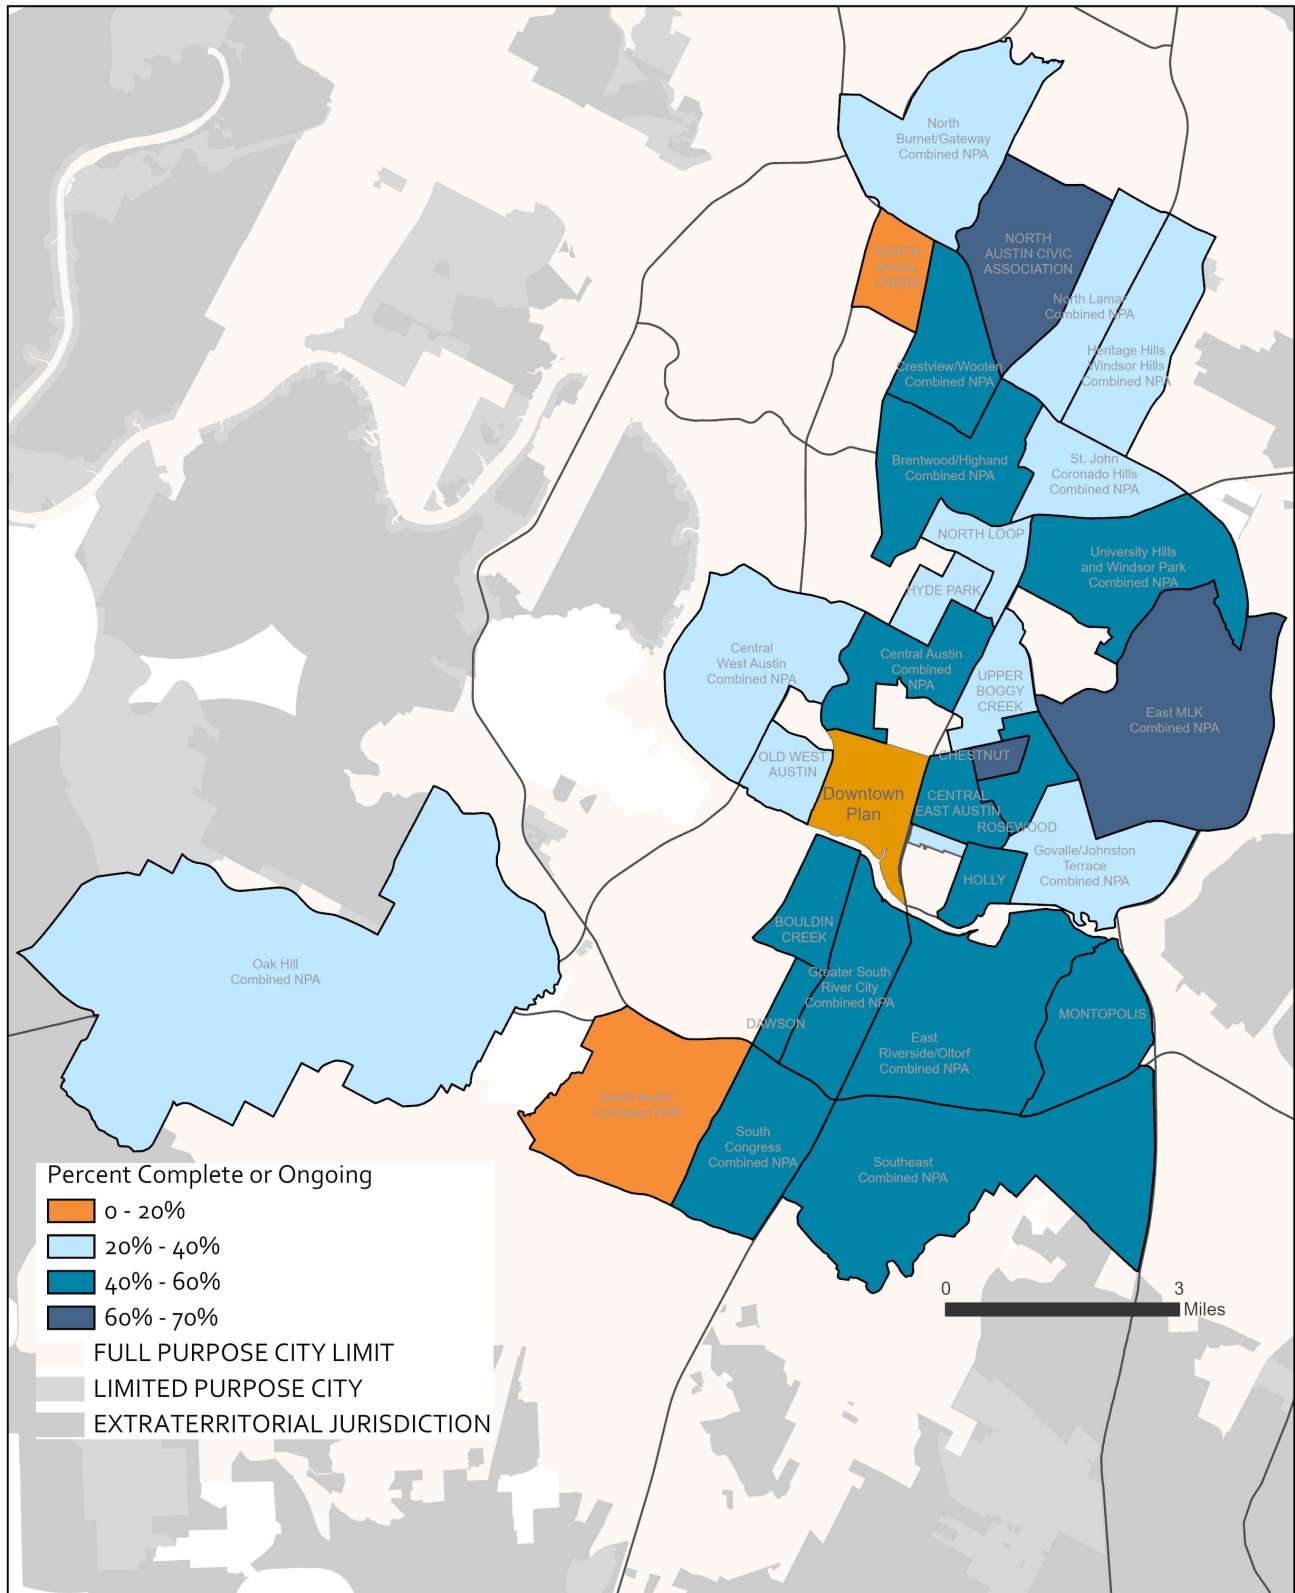 North
Burnet/Gateway
Combined NPA
NORTH
SHOAL
CREEK
NORTH
AUSTIN CIVIC
ASSOCIATION
North Lamar
Combined NPA
Heritage Hills
Windsor Hills
Combined NPA
Crestview/Wooten
Combined NPA
Brentwood/Highand
Combined NPA
St. John
Coronado Hills
Combined NPA
NORTH LOOP
University Hills
and Windsor Park
Combined NPA
HYDE PARK
Central
West Austin
Combined NPA
Central Austin
Combined
NPA
UPPER
BOGGY
CREEK
East MLK
Combined NPA
OLD WEST
AUSTIN
CHESTNUT
Downtown
Plan
CENTRAL
EAST AUSTIN
ROSEWOOD
Govalle/Johnston
Terrace
Combined NPA
HOLLY
BOULDIN
CREEK
Oak Hill
Combined NPA
Greater South
River City
Combined NPA
DAWSON
MONTOPOLIS
East
Riverside/Oltorf
Combined NPA
South Austin
Combined NPA
South
Congress
Combined NPA
Southeast
Combined NPA
Percent Complete or Ongoing
0 - 20%
20% - 40%
40% - 60%
60% - 70%
FULL PURPOSE CITY LIMIT
LIMITED PURPOSE CITY
EXTRATERRITORIAL JURISDICTION
0 3
Miles